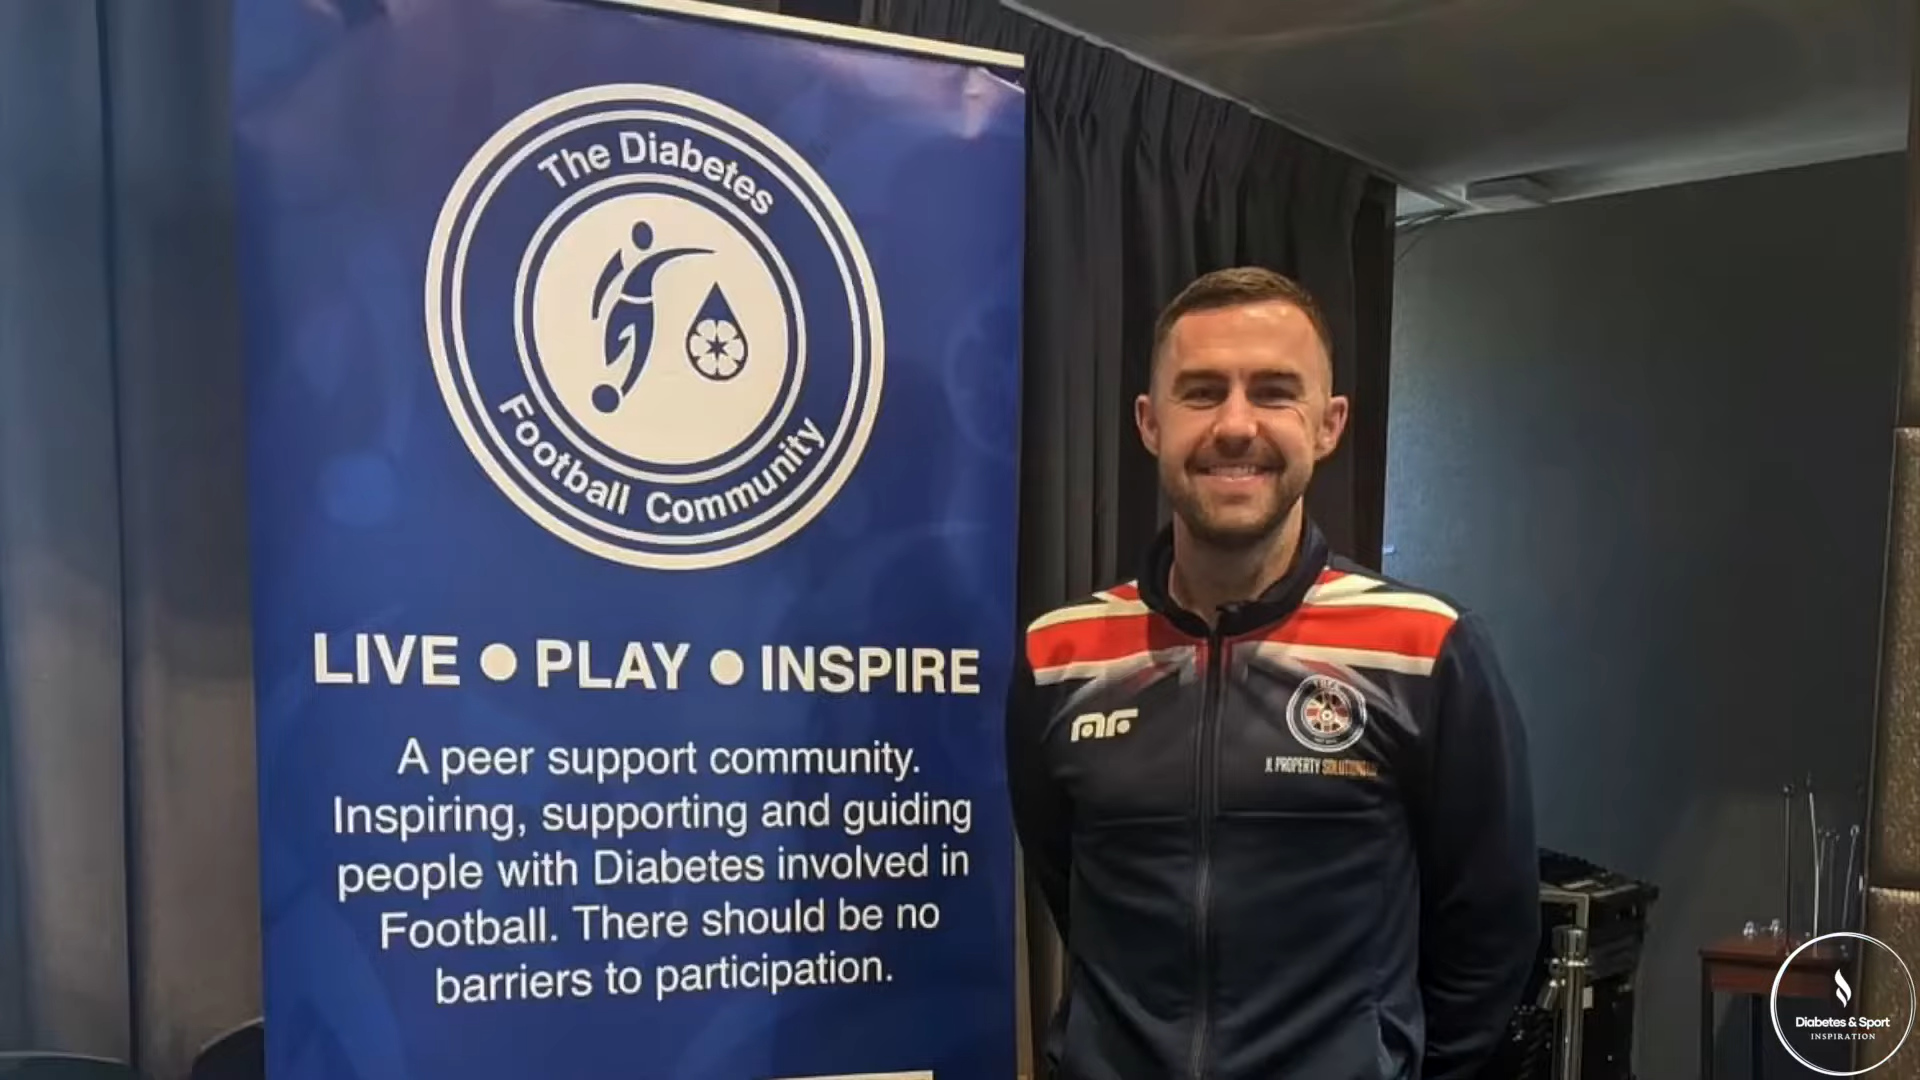 The Diabetes
Football Community
LIVE ● PLAY ● INSPIRE
A peer support community.
Inspiring, supporting and guiding
people with Diabetes involved in
Football. There should be no
barriers to participation.
JL PROPERTY SOLUTIONS
Diabetes & Sport
INSPIRATION